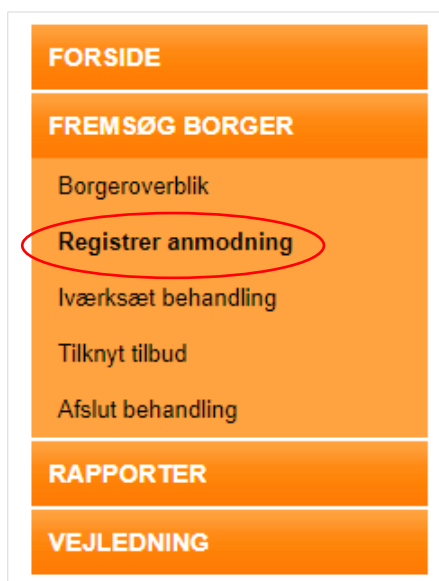 FORSIDE
FREMSØG BORGER
Borgeroverblik
Registrer anmodning
Iværksæt behandling
Tilknyt tilbud
Afslut behandling
RAPPORTER
VEJLEDNING